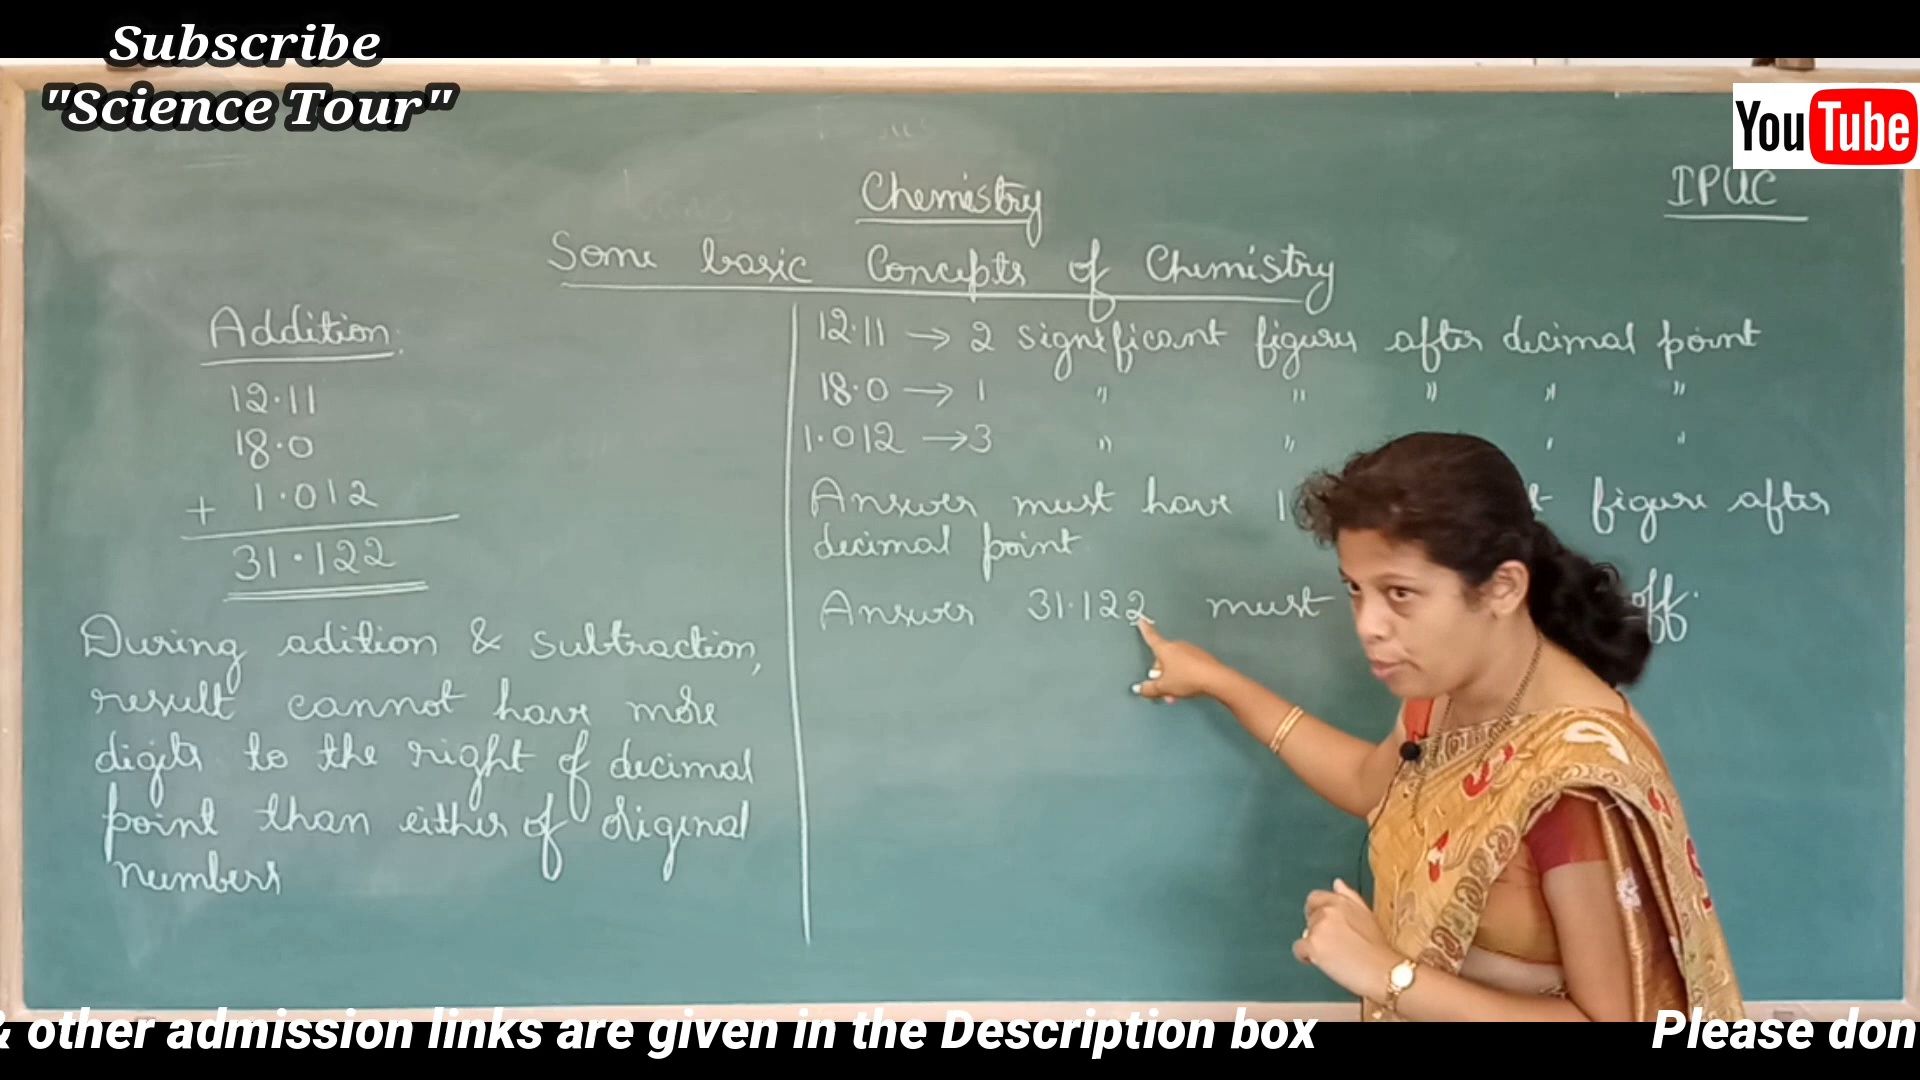 Subscribe
"Science Tour"
YouTube
Chemistry
IPUC
Some basic Concepts of Chemistry
Addition
12.11
18.0
+ 1.012
31.122
During adition & subtraction,
result cannot have more
digits to the right of decimal
point than either of original
numbers
12.11 → 2 significant figures after decimal point
18.0 → 1 " " " " "
1.012 → 3 " " " "
Answer must have 1 figure after
decimal point
Answer 31.122 must off.
& other admission links are given in the Description box
Please don